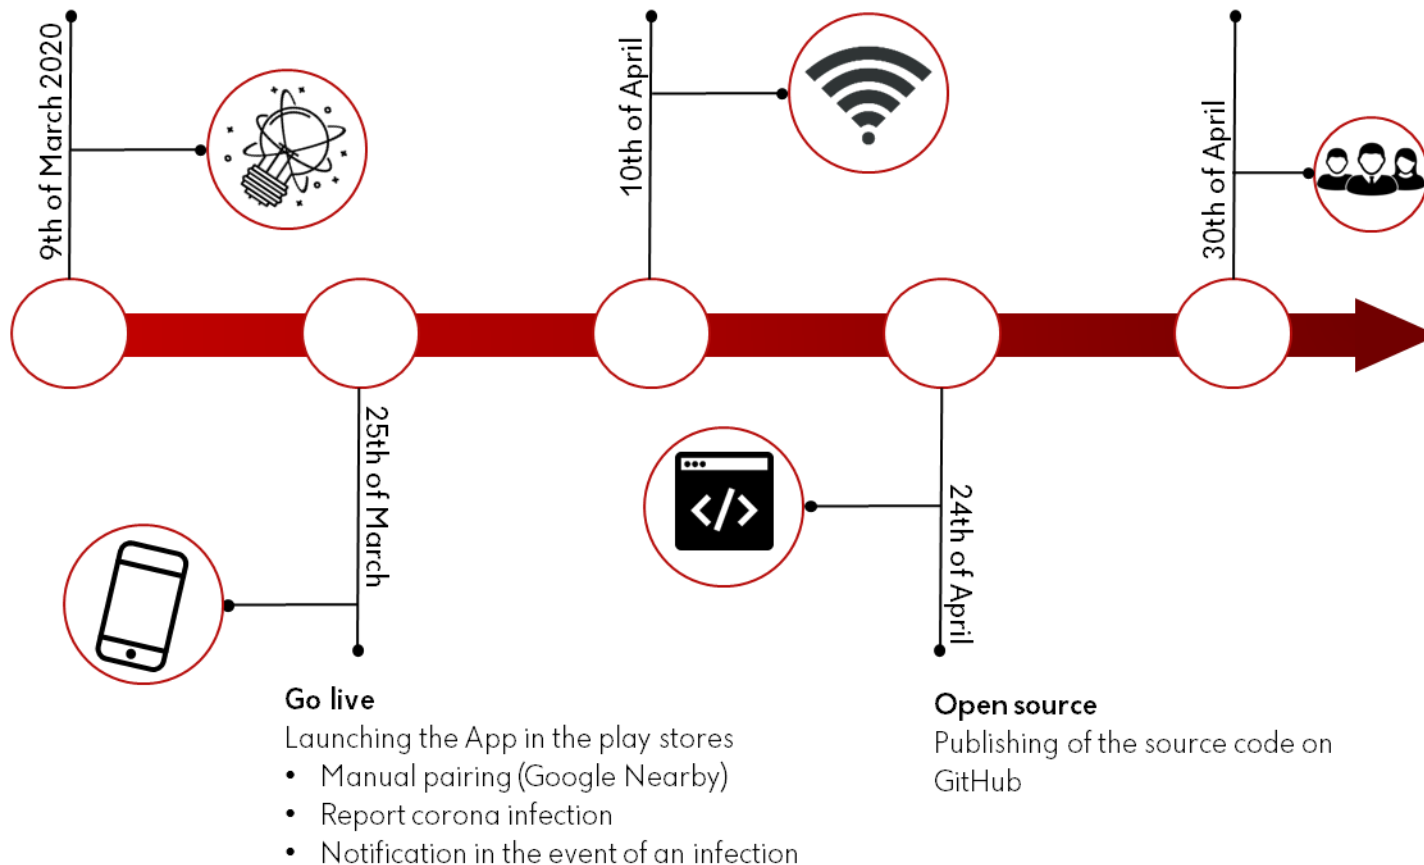 9th of March 2020
10th of April
30th of April
25th of March
24th of April
Go live
Launching the App in the play stores
• Manual pairing (Google Nearby)
• Report corona infection
• Notification in the event of an infection
Open source
Publishing of the source code on
GitHub